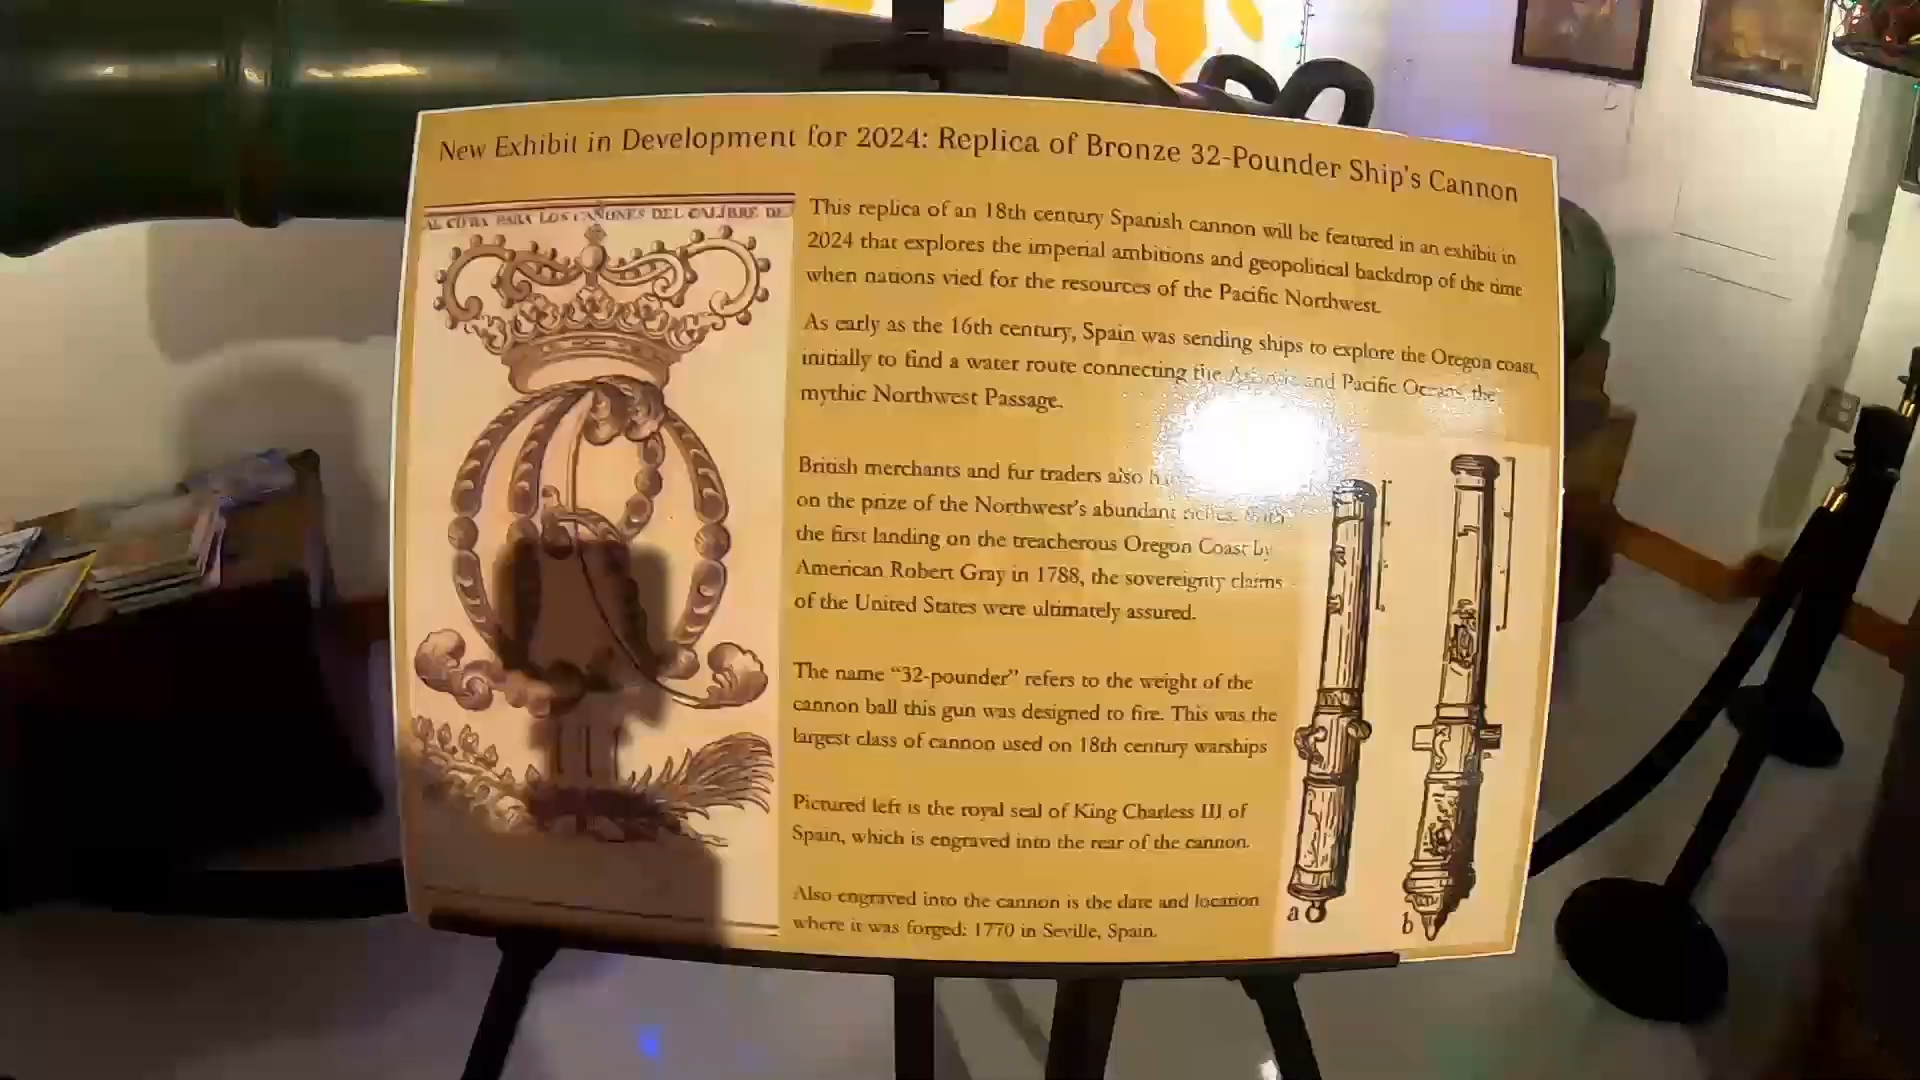 New Exhibit in Development for 2024: Replica of Bronze 32-Pounder Ship's Cannon
AL CIFRA PARA LOS CAÑONES DEL CALIBRE DE
This replica of an 18th century Spanish cannon will be featured in an exhibit in
2024 that explores the imperial ambitions and geopolitical backdrop of the time
when nations vied for the resources of the Pacific Northwest.
As early as the 16th century, Spain was sending ships to explore the Oregon coast,
initially to find a water route connecting the Atlantic and Pacific Oceans, the
mythic Northwest Passage.
British merchants and fur traders also
on the prize of the Northwest's abundant riches.
the first landing on the treacherous Oregon Coast by
American Robert Gray in 1788, the sovereignty claims
of the United States were ultimately assured.
The name “32-pounder” refers to the weight of the
cannon ball this gun was designed to fire. This was the
largest class of cannon used on 18th century warships
Pictured left is the royal seal of King Charless III of
Spain, which is engraved into the rear of the cannon.
Also engraved into the cannon is the date and location
where it was forged: 1770 in Seville, Spain.
a
b